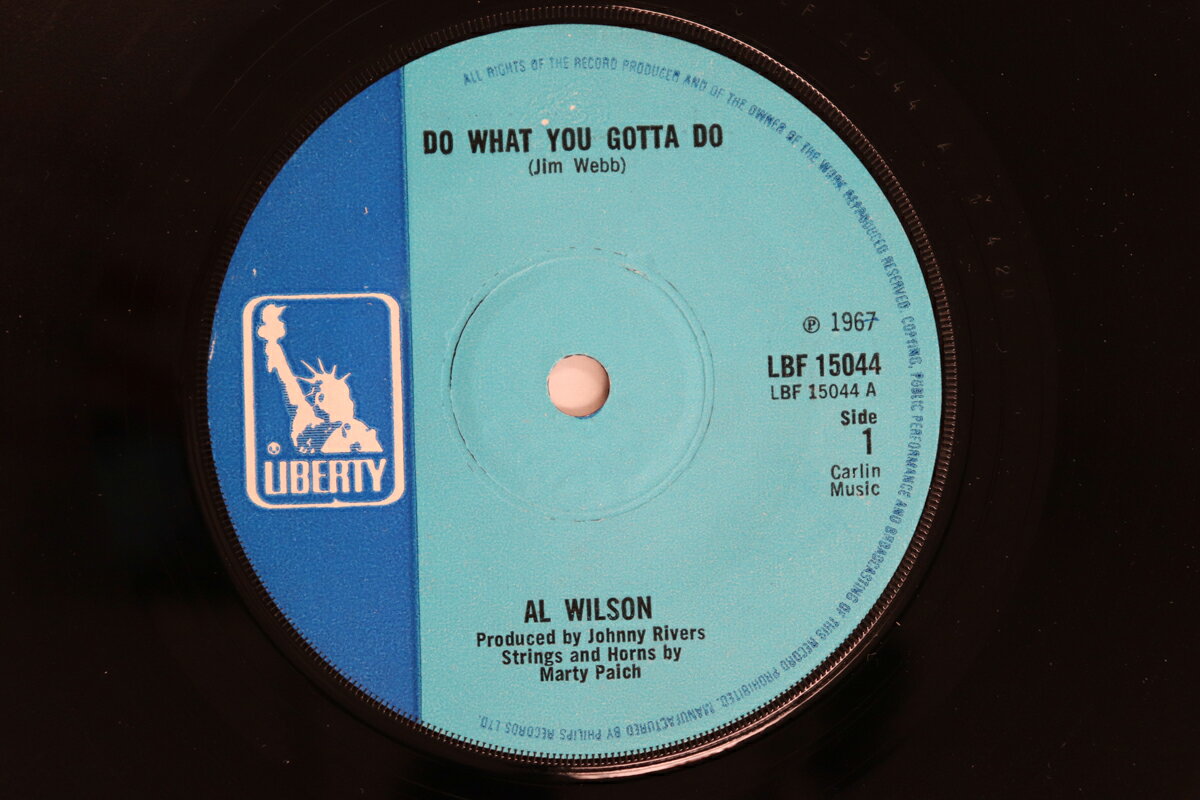 ALL RIGHTS OF THE RECORD PRODUCER AND OF THE OWNER OF THE WORK REPRODUCED RESERVED. COPYING, PUBLIC PERFORMANCE AND BROADCASTING OF THIS RECORD PROHIBITED. MANUFACTURED BY PHILIPS RECORDS LTD.
DO WHAT YOU GOTTA DO
(Jim Webb)
℗ 1967
LBF 15044
LBF 15044 A
Side
1
Carlin
Music
LIBERTY
AL WILSON
Produced by Johnny Rivers
Strings and Horns by
Marty Paich